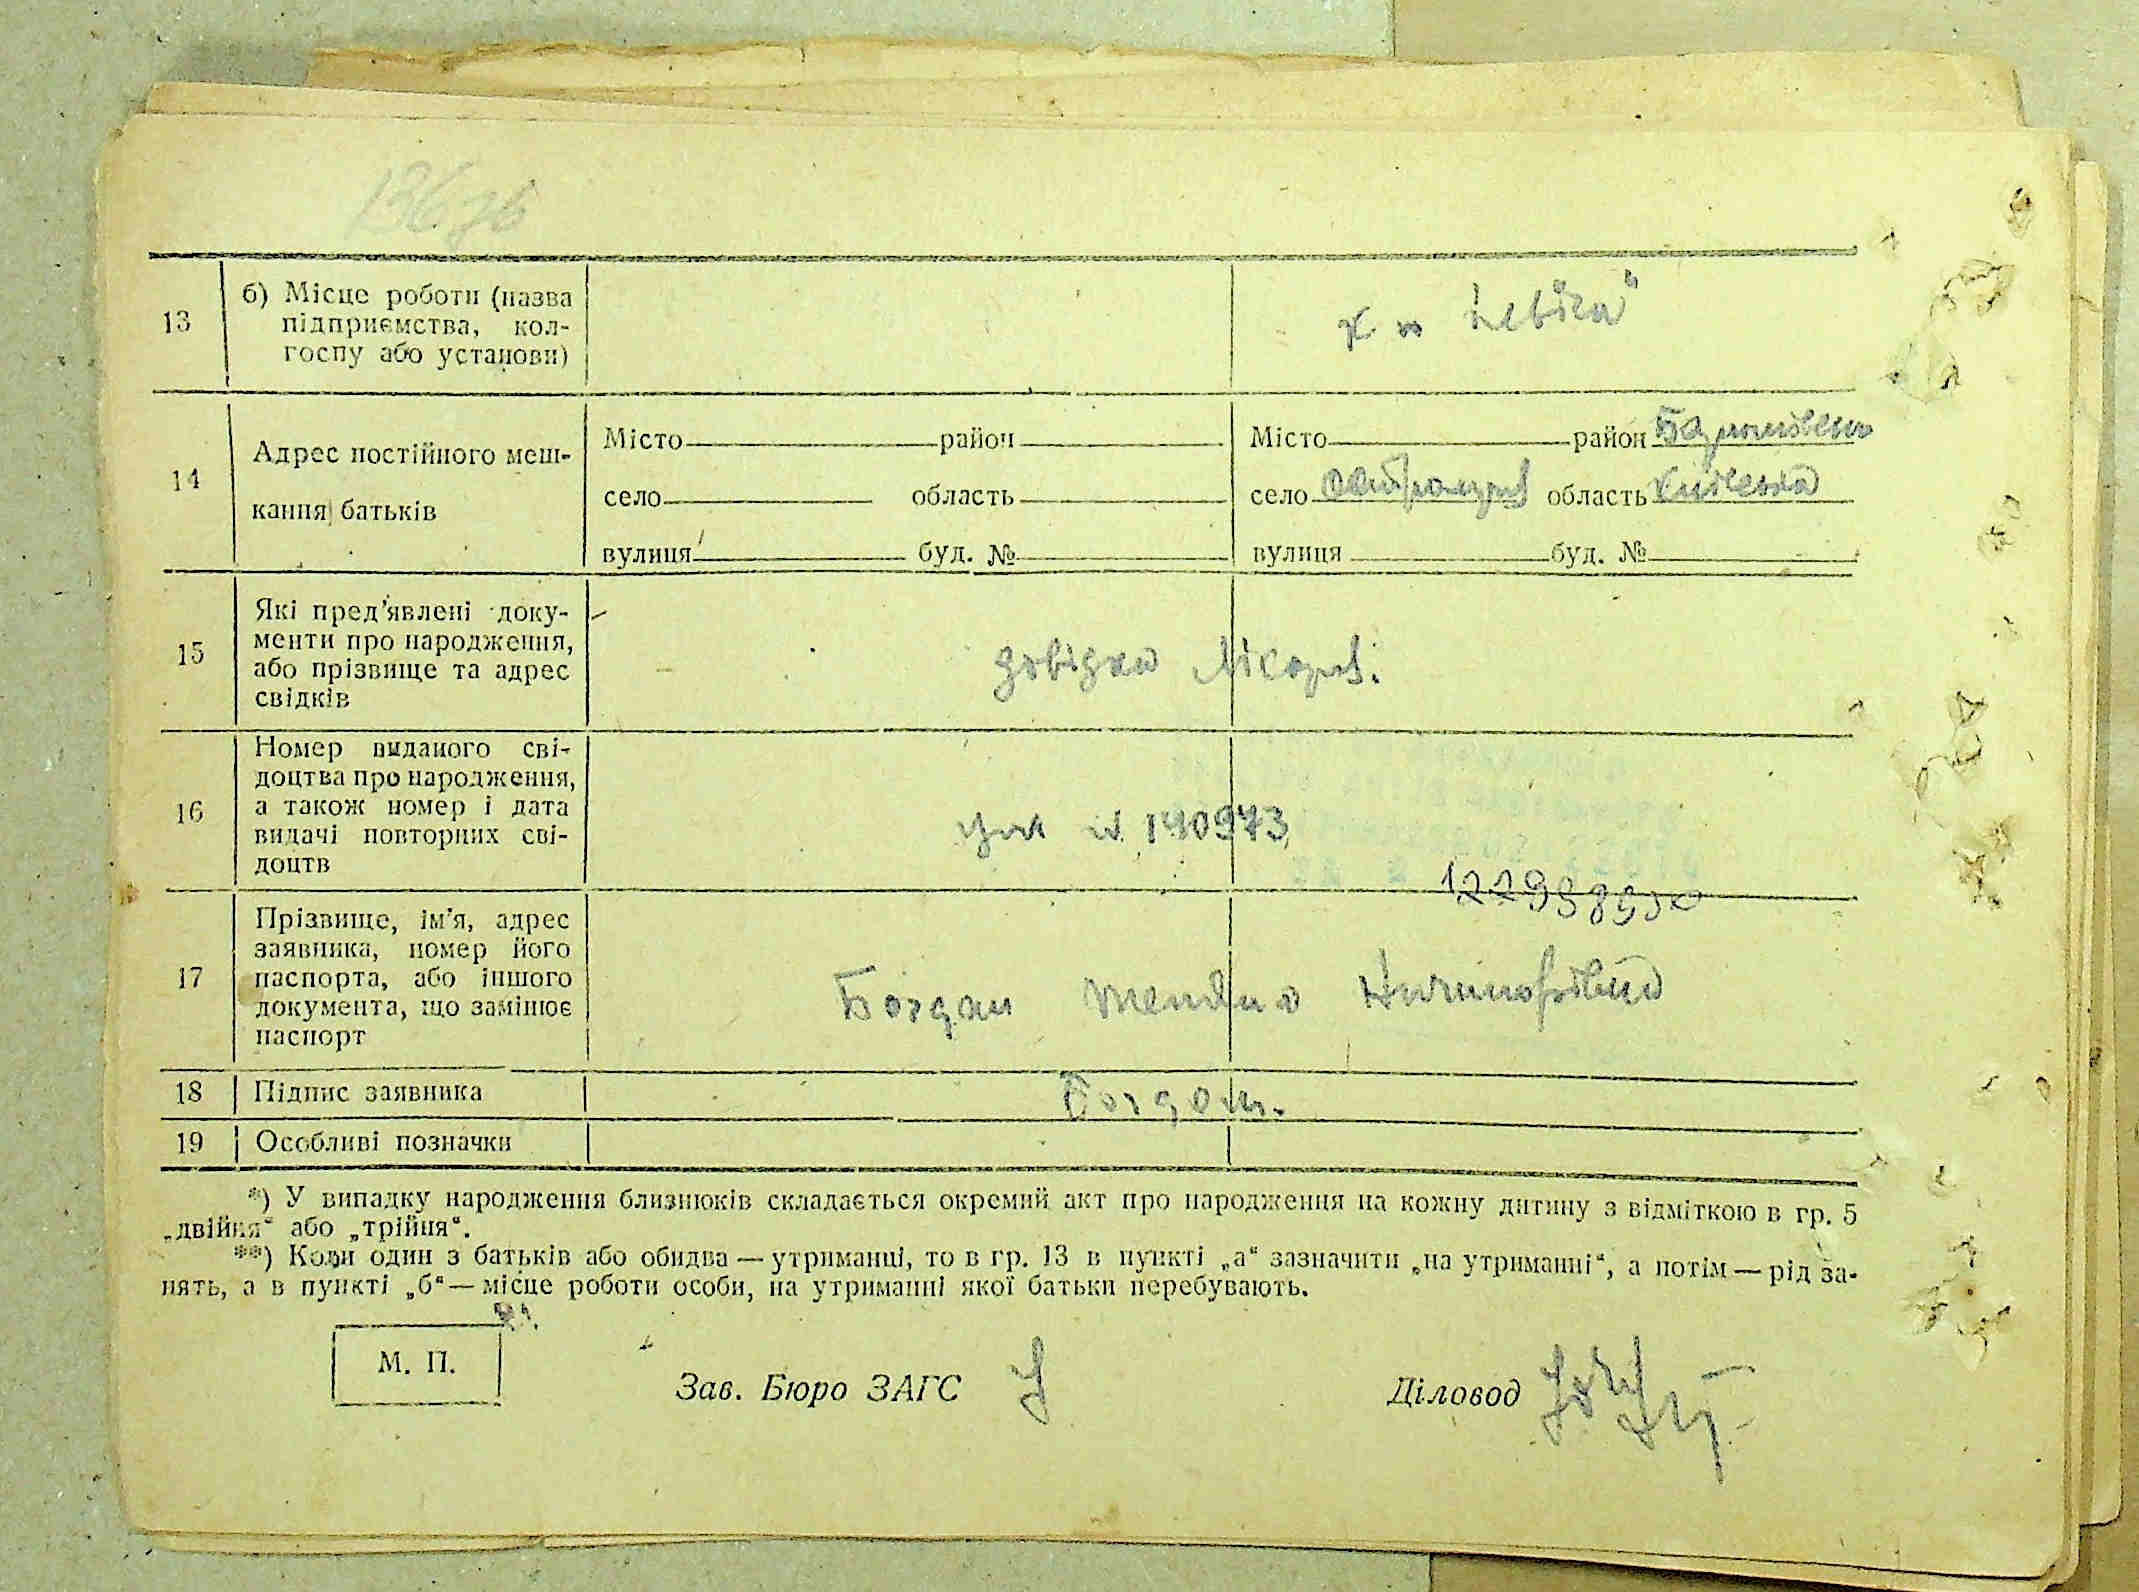 13
б) Місце роботи (назва
підприємства, кол-
госпу або установи)
14
Адрес постійного меш-
кання батьків
Місто район
село область
вулиця буд. №
Місто район
село область Київська
вулиця буд. №
15
Які пред'явлені доку-
менти про народження,
або прізвище та адрес
свідків
довідка
16
Номер виданого сві-
доцтва про народження,
а також номер і дата
видачі повторних сві-
доцтв
140973
17
Прізвище, ім'я, адрес
заявника, номер його
паспорта, або іншого
документа, що замінює
паспорт
Богдан
18 Підпис заявника
19 Особливі позначки
*) У випадку народження близнюків складається окремий акт про народження на кожну дитину з відміткою в гр. 5
„двійня“ або „трійня“.
**) Коли один з батьків або обидва — утриманці, то в гр. 13 в пункті „а“ зазначити „на утриманні“, а потім — рід за-
нять, а в пункті „б“ — місце роботи особи, на утриманні якої батьки перебувають.
М. П.
Зав. Бюро ЗАГС
Діловод